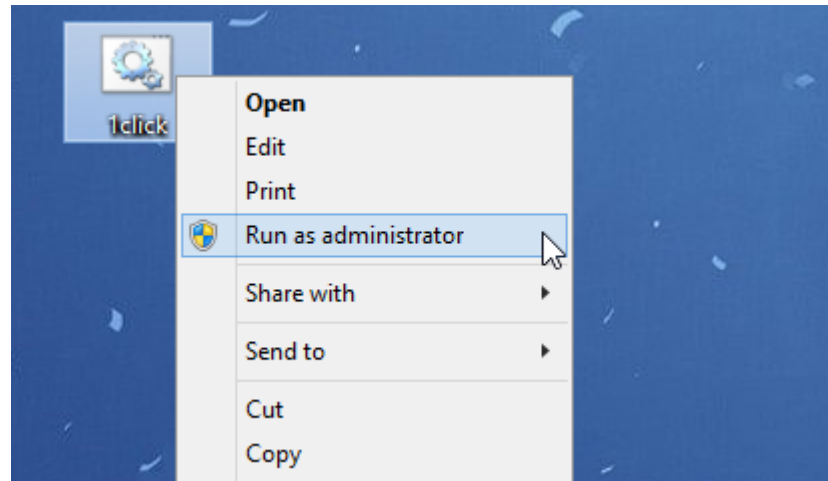 1click
Open
Edit
Print
Run as administrator
Share with
Send to
Cut
Copy